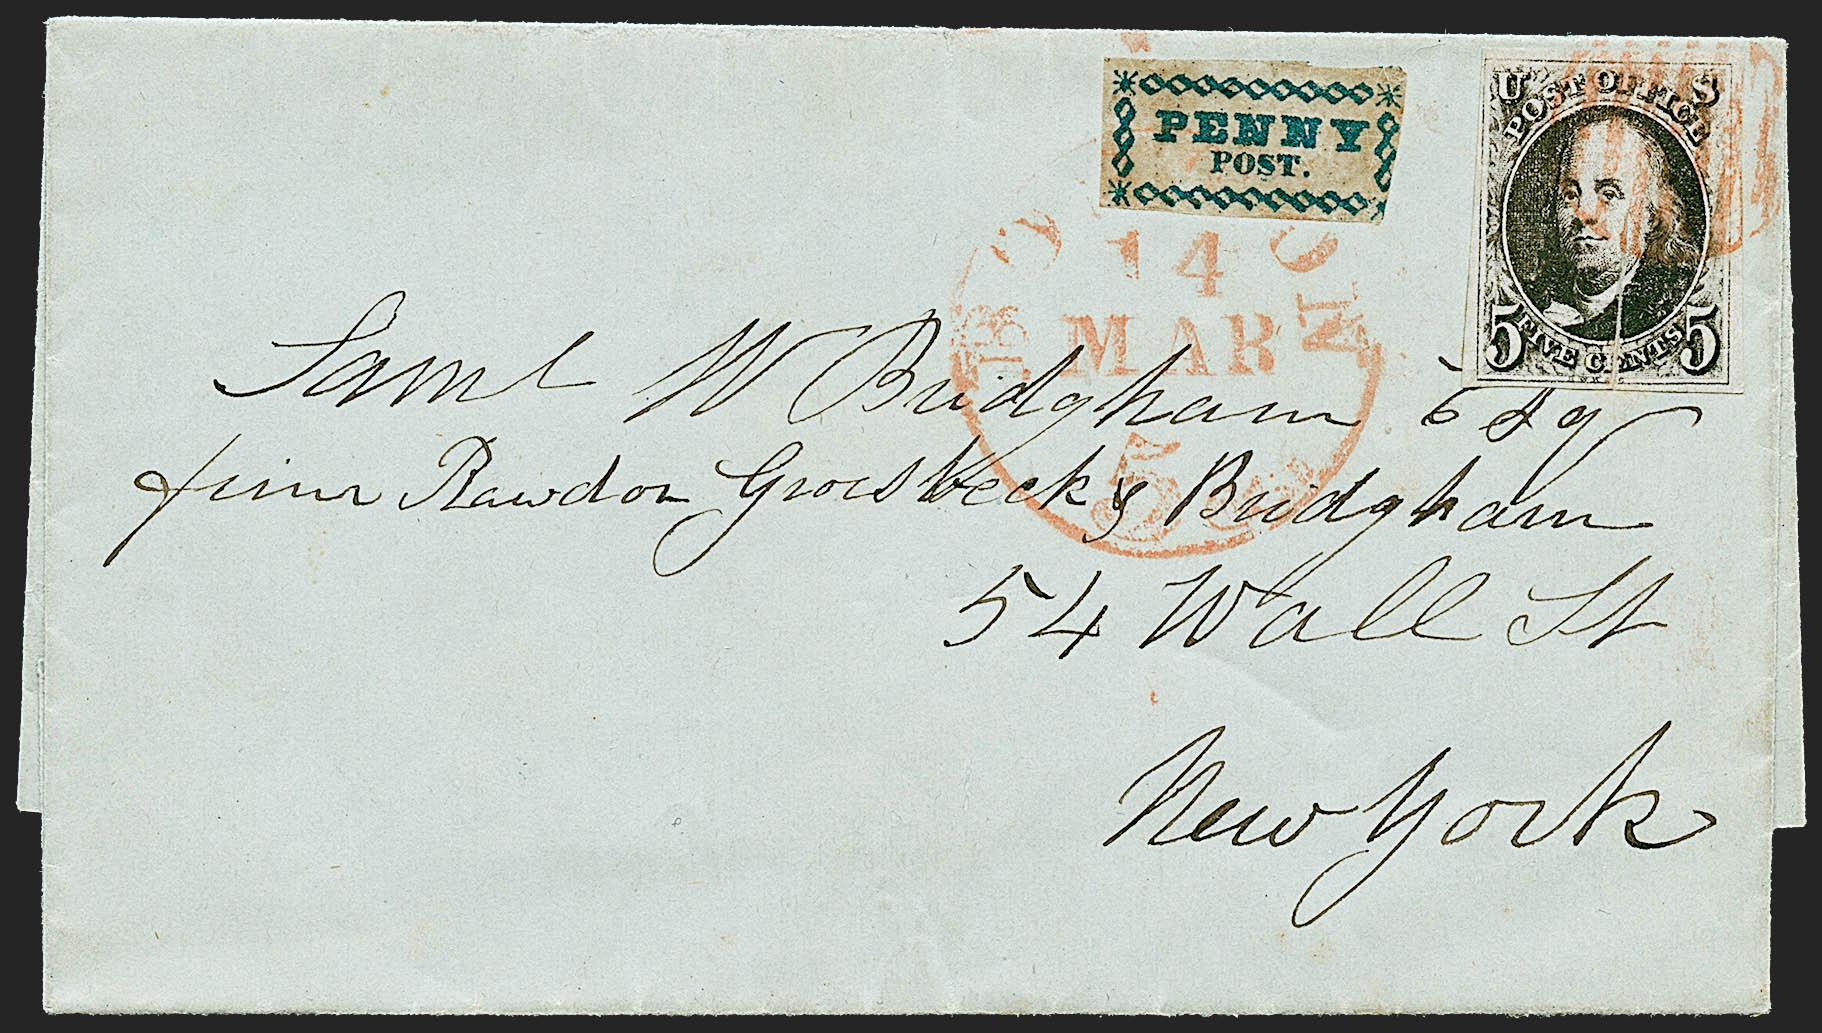 PENNY
POST.
U S
POST OFFICE
5 FIVE CENTS 5
14
MAR
5
Saml W Bridgham Esq
firm Rawdon Groesbeck & Bridgham
54 Wall St
New York